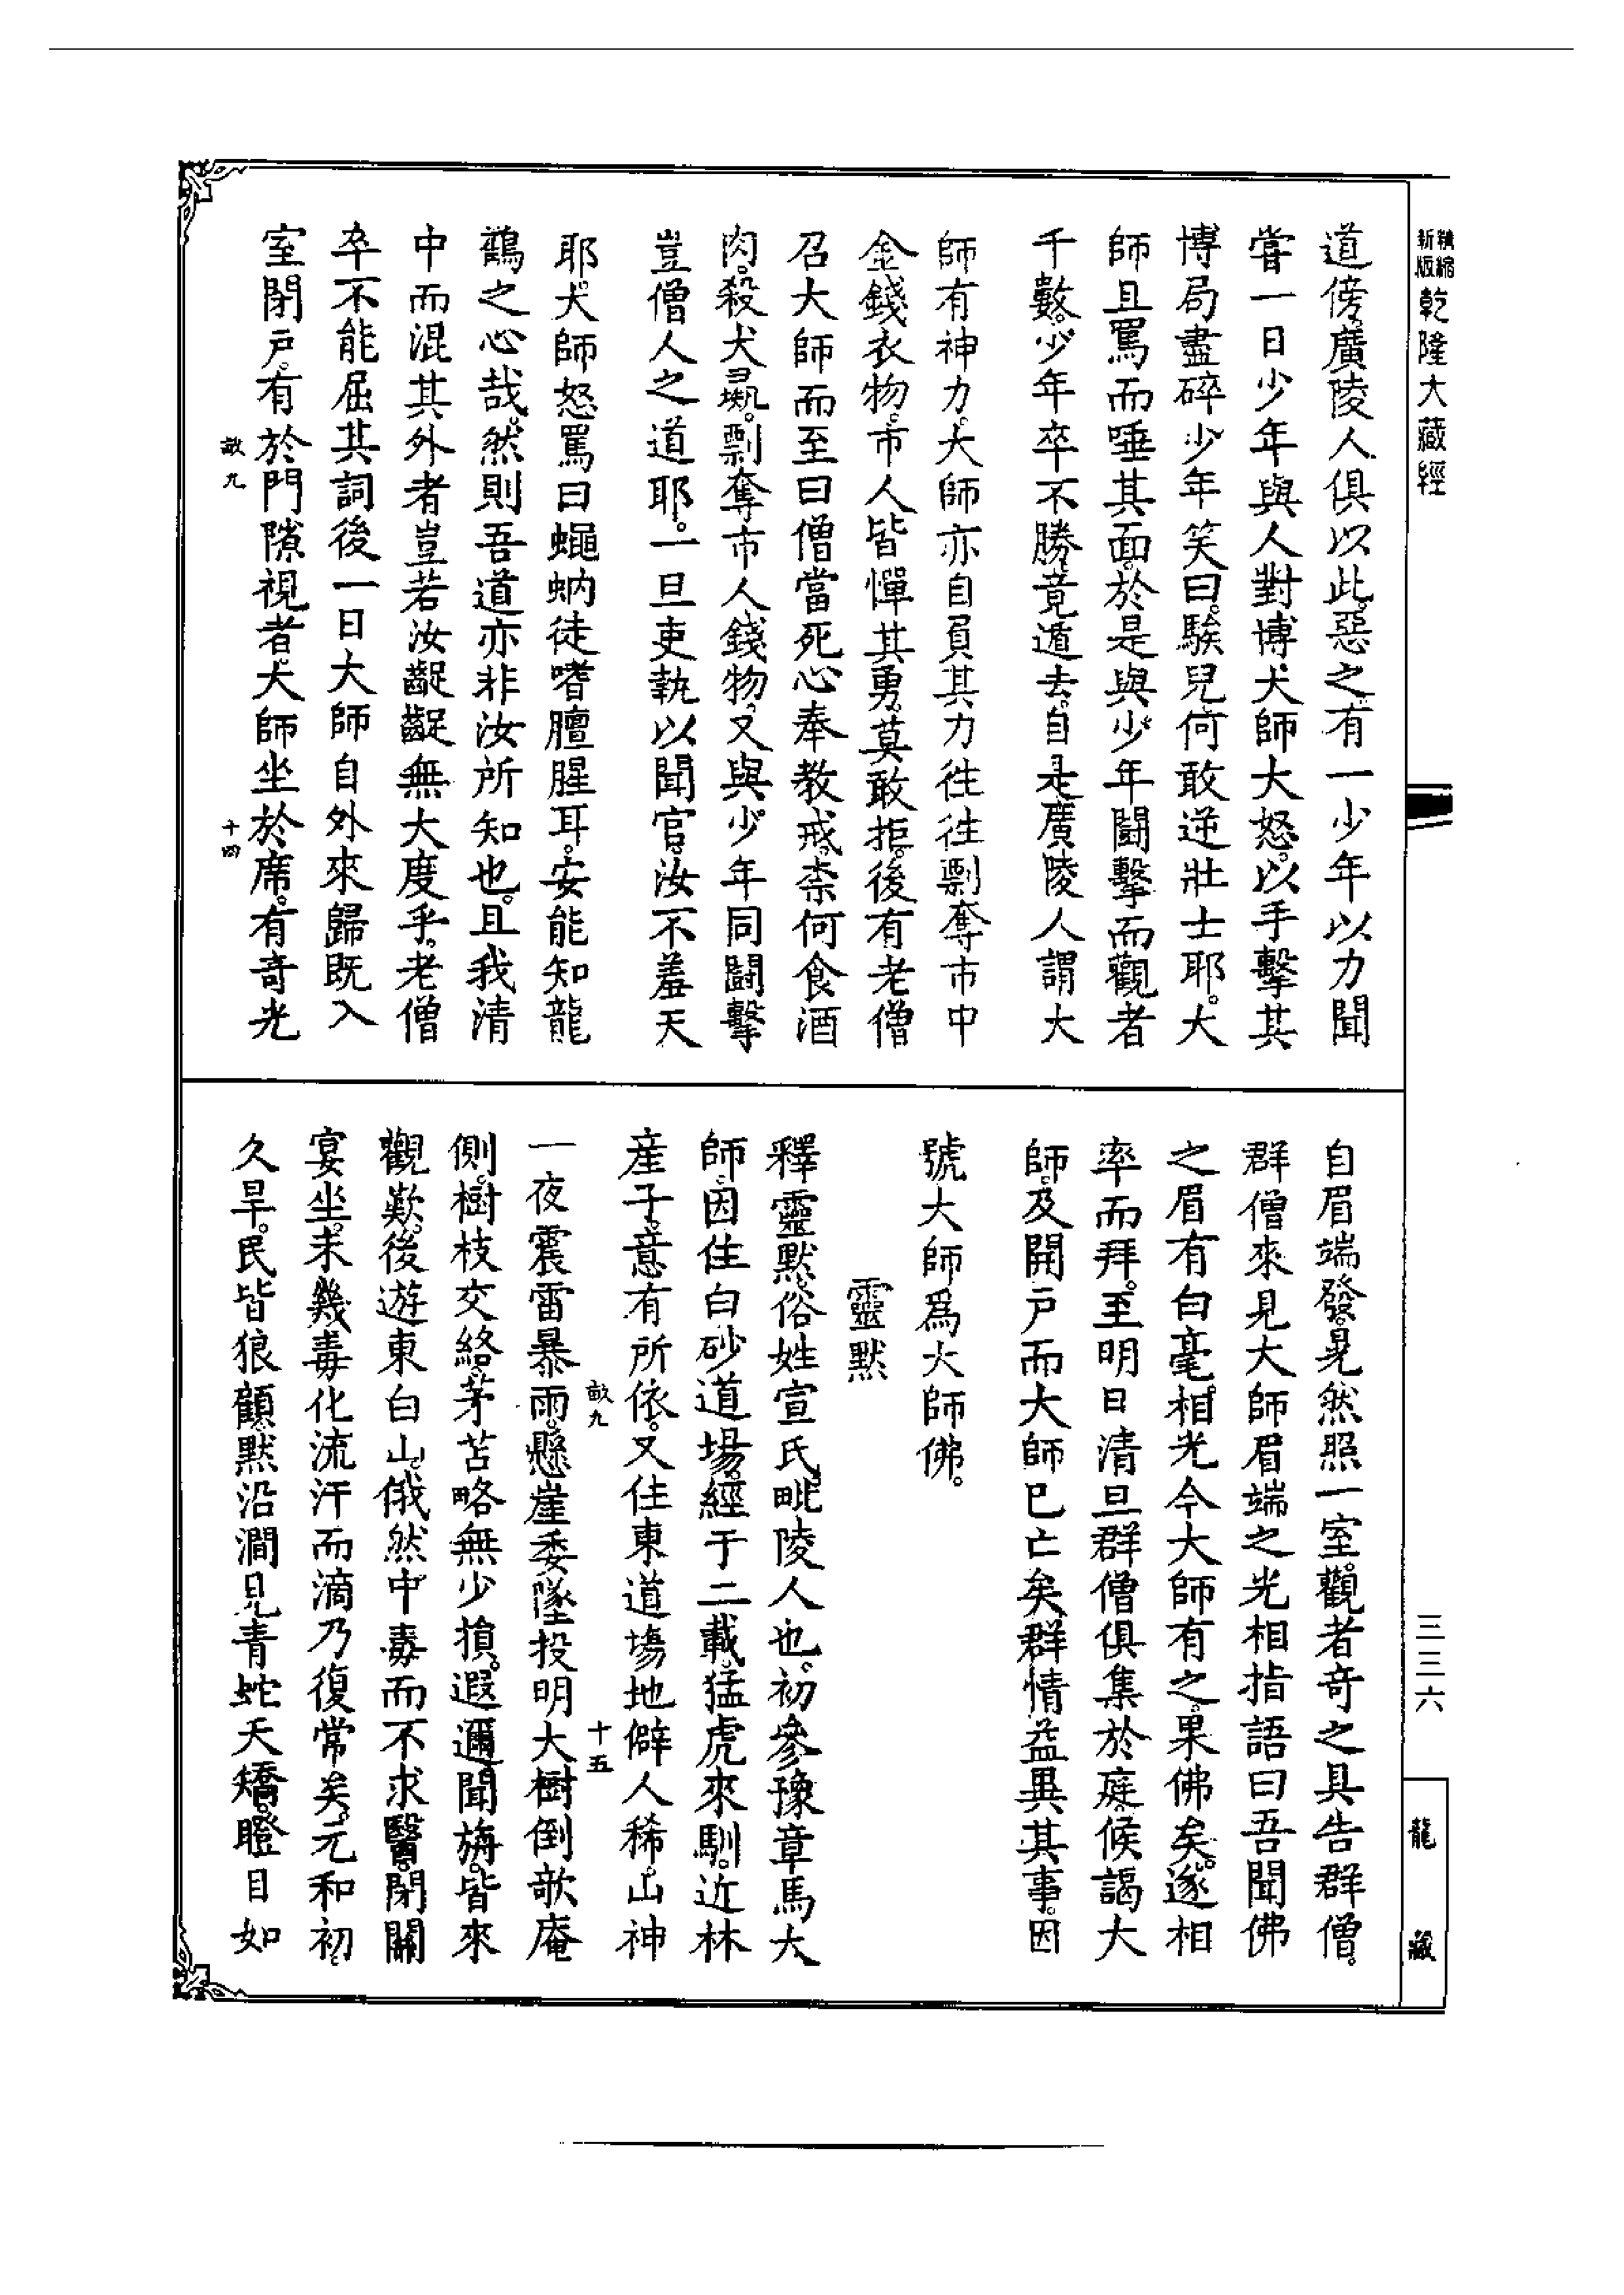 精縮新版乾隆大藏經
道傍。廣陵人俱以此。惡之。有一少年以力聞
嘗一日少年與人對博大師大怒。以手擊其
博局盡碎少年笑曰。騃兒何敢逆壯士耶。大
師且罵而唾其面。於是與少年鬬擊而觀者
千數。少年卒不勝竟遁去。自是廣陵人謂大
師有神力。大師亦自負其力往往剽奪市中
金錢衣物。市人皆憚其勇。莫敢拒。後有老僧
召大師而至曰僧當死心奉教戒。柰何食酒
肉。殺犬彘。剽奪市人錢物。又與少年同鬬擊
豈僧人之道耶。一旦吏執以聞官。汝不羞天
耶。大師怒罵曰蠅蚋徒嗜膻腥耳。安能知龍
鶴之心哉。然則吾道亦非汝所知也。且我清
中而混其外者豈若汝齪齪無大度乎。老僧
卒不能屈其詞後一日大師自外來歸既入
室閉戶。有於門隙視者。大師坐於席。有奇光
畝九
十四
自眉端發。晃然照一室。觀者奇之具告群僧。
群僧來見大師眉端之光相指語曰吾聞佛
之眉有白毫相。光今大師有之。果佛矣。遂相
率而拜。至明日清旦群僧俱集於庭。候謁大
師。及開戶而大師已亡矣群情益異其事。因
號大師爲大師佛。
靈默
釋靈默。俗姓宣氏。毗陵人也。初參豫章馬大
師。因住白砂道場。經于二載。猛虎來馴。近林
産子。意有所依。又住東道場地僻人稀。山神
畝九
十五
一夜震雷暴雨。懸崖委墜投明大樹倒欹庵
側。樹枝交絡。茅苫略無少損。遐邇聞旃。皆來
觀歎。後遊東白山。俄然中毒而不求醫。閉關
宴坐。未幾毒化流汗而滴乃復常矣。元和初。
久旱。民皆狼顧默沿澗見青蛇夭矯。瞪目如
三三六
龍藏